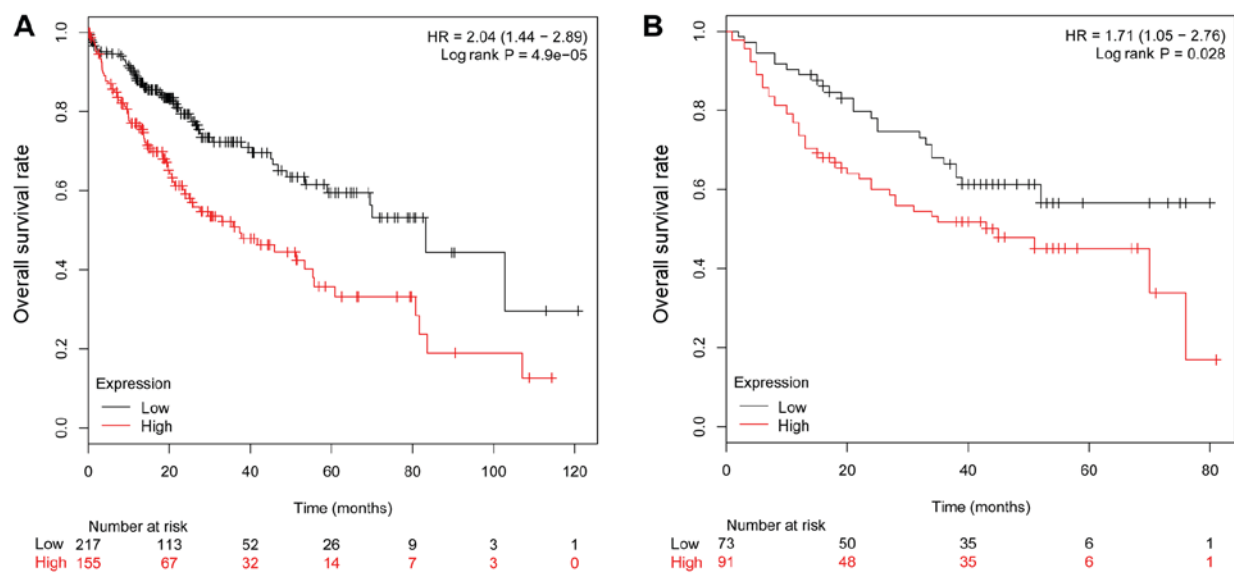 A
HR = 2.04 (1.44 − 2.89)
Log rank P = 4.9e−05
Overall survival rate
1.0
0.8
0.6
0.4
0.2
0.0
Expression
Low
High
0 20 40 60 80 100 120
Time (months)
Number at risk
Low 217 113 52 26 9 3 1
High 155 67 32 14 7 3 0
B
HR = 1.71 (1.05 − 2.76)
Log rank P = 0.028
Overall survival rate
1.0
0.8
0.6
0.4
0.2
0.0
Expression
Low
High
0 20 40 60 80
Time (months)
Number at risk
Low 73 50 35 6 1
High 91 48 35 6 1